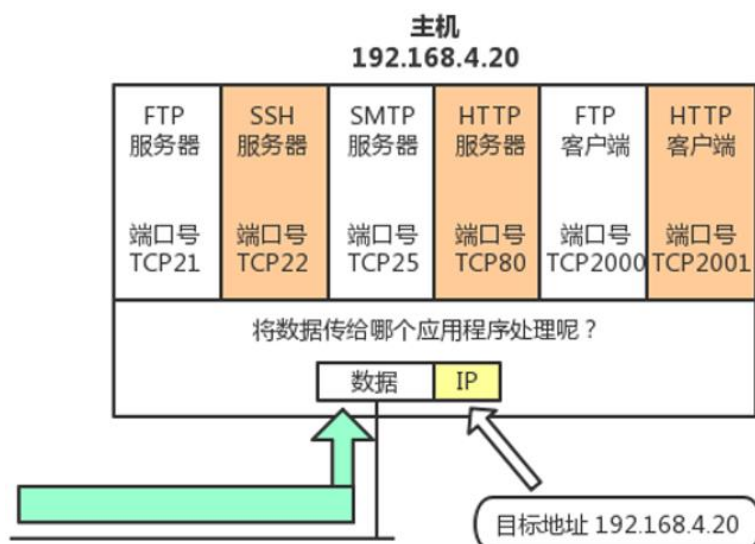 主机
192.168.4.20
FTP
服务器
端口号
TCP21
SSH
服务器
端口号
TCP22
SMTP
服务器
端口号
TCP25
HTTP
服务器
端口号
TCP80
FTP
客户端
端口号
TCP2000
HTTP
客户端
端口号
TCP2001
将数据传给哪个应用程序处理呢？
数据
IP
目标地址 192.168.4.20